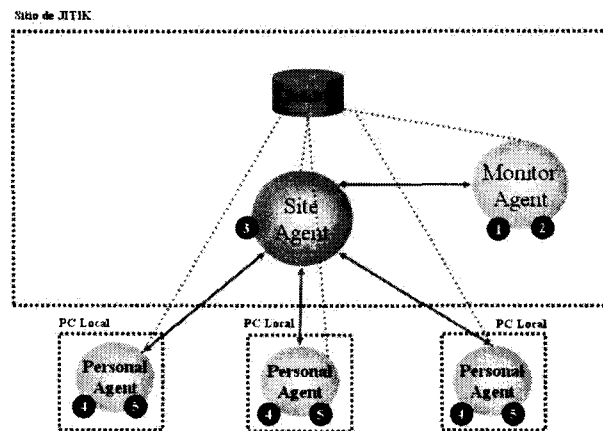 Sitio de JITIK
Site
Agent
3
Monitor
Agent
1 2
PC Local
Personal
Agent
4 5
PC Local
Personal
Agent
4 5
PC Local
Personal
Agent
4 5